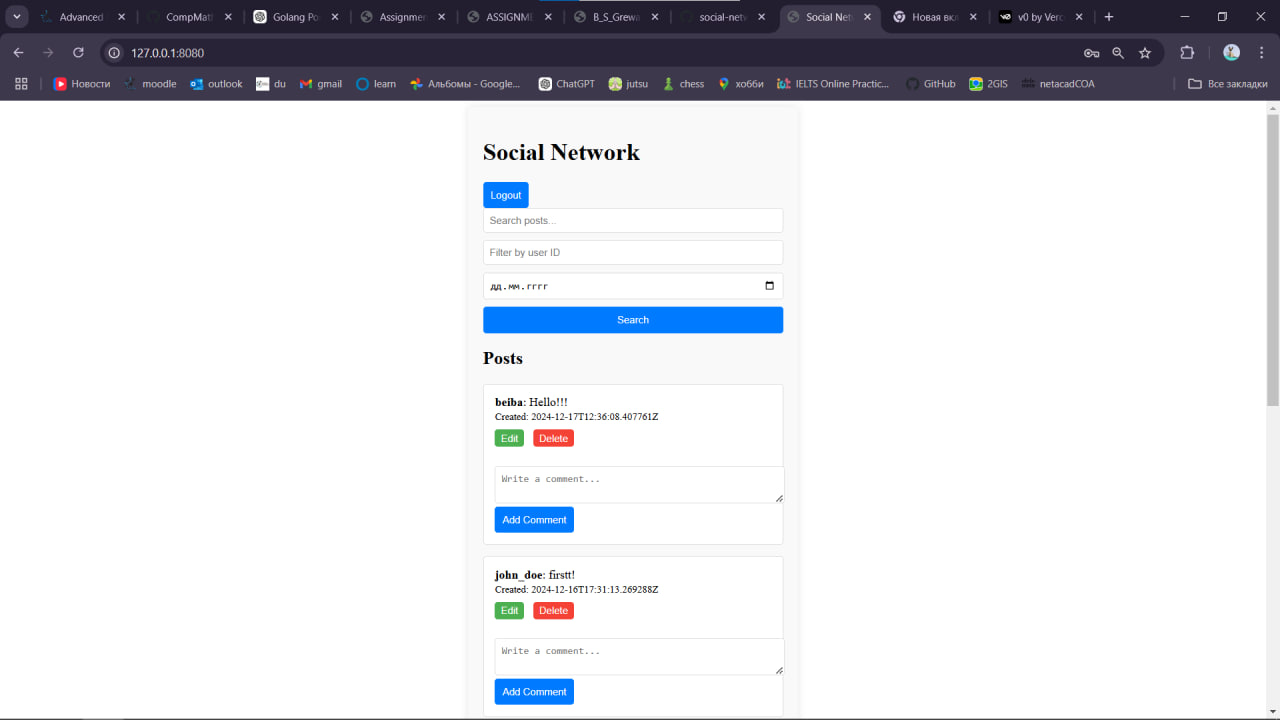 Advanced
CompMath
Golang Po
Assignmen
ASSIGNME
B_S_Grewa
social-netw
Social Net
Новая вкл
v0 by Verc
127.0.0.1:8080
Новости
moodle
outlook
du
gmail
learn
Альбомы - Google...
ChatGPT
jutsu
chess
хобби
IELTS Online Practic...
GitHub
2GIS
netacadCOA
Все закладки
Social Network
Logout
Search posts...
Filter by user ID
дд.мм.гггг
Search
Posts
beiba: Hello!!!
Created: 2024-12-17T12:36:08.407761Z
Edit Delete
Write a comment...
Add Comment
john_doe: firstt!
Created: 2024-12-16T17:31:13.269288Z
Edit Delete
Write a comment...
Add Comment